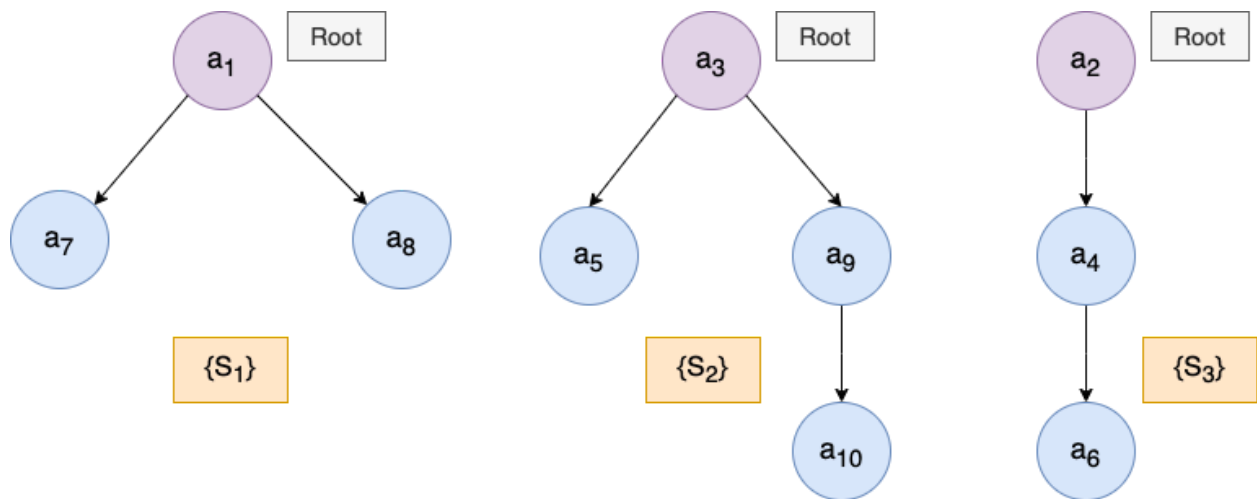 a1
Root
a3
Root
a2
Root
a7
a8
a5
a9
a4
{S1}
{S2}
{S3}
a10
a6